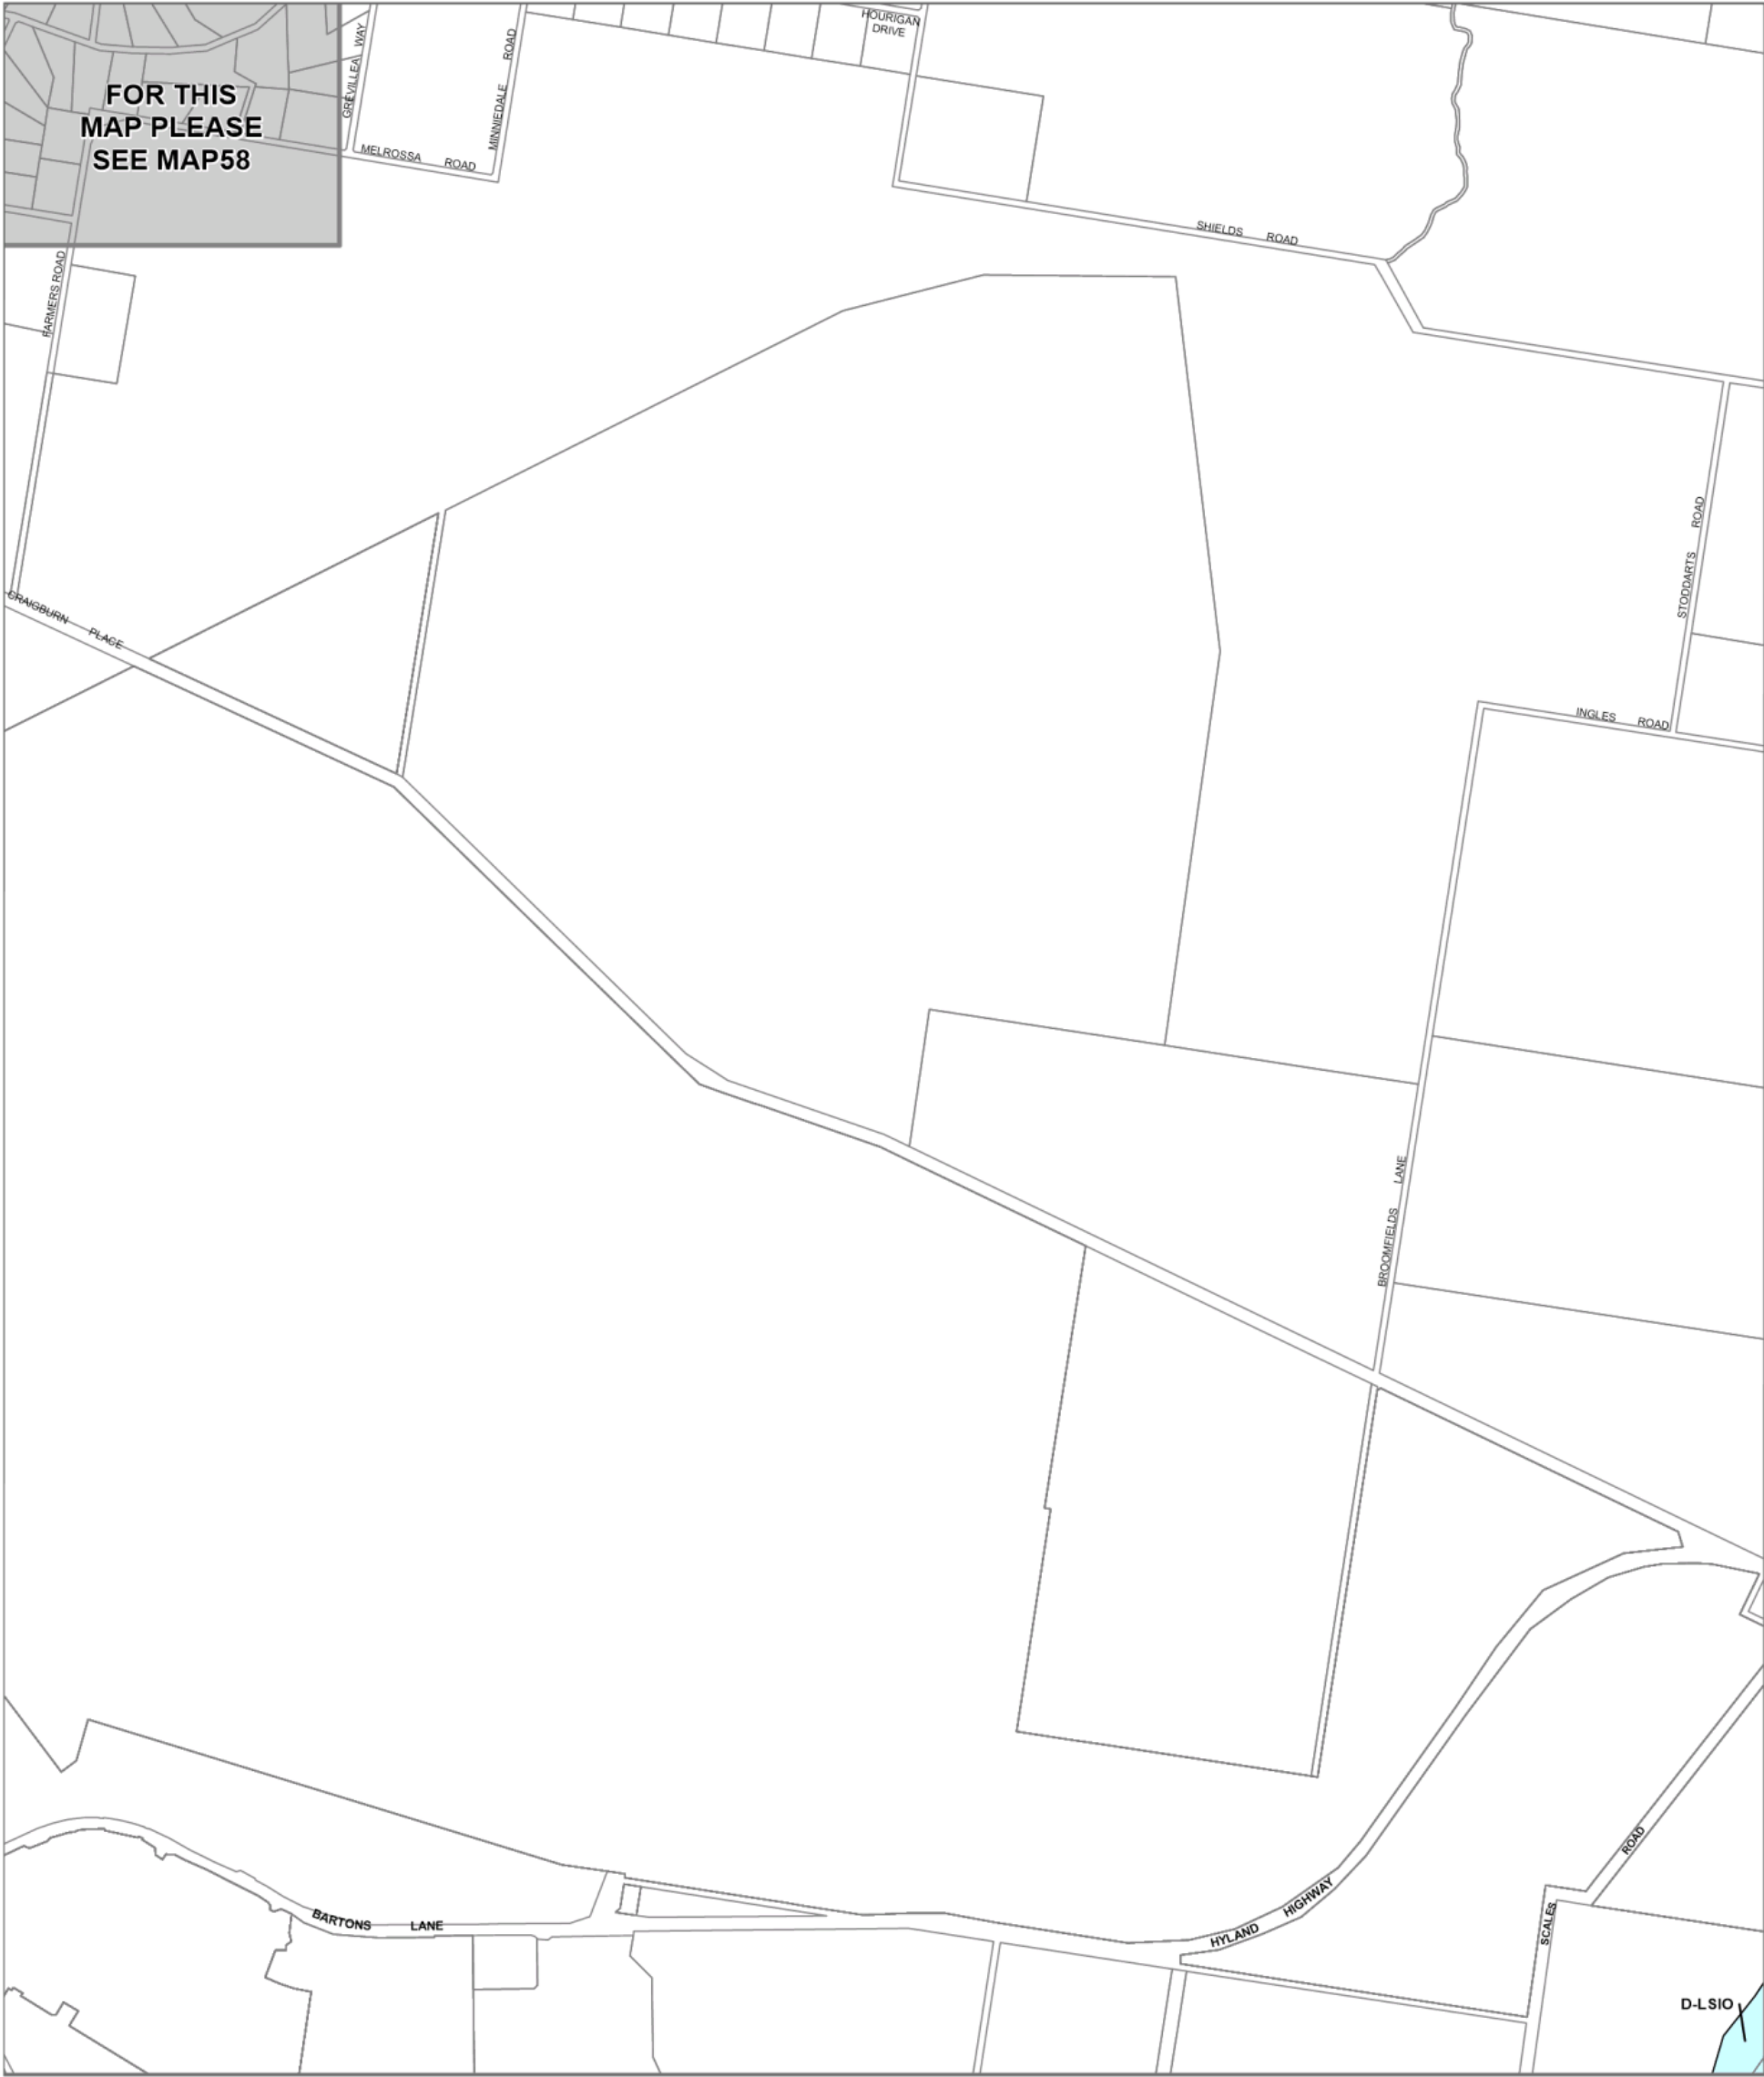 HOURIGAN
DRIVE
GREVILLEA WAY
MINNIEDALE ROAD
FOR THIS
MAP PLEASE
SEE MAP58
MELROSSA ROAD
SHIELDS ROAD
FARMERS ROAD
STODDARTS ROAD
CRAIGBURN PLACE
INGLES ROAD
BROOMFIELDS LANE
ROAD
HYLAND HIGHWAY
BARTONS LANE
SCALES
D-LSIO